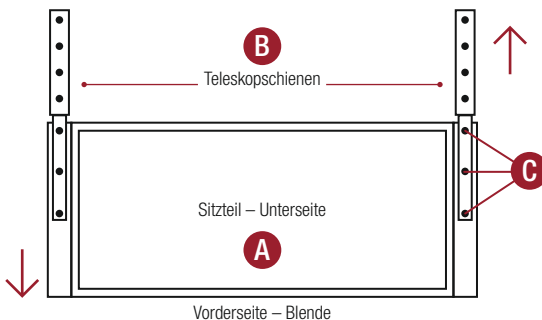 B
Teleskopschienen
C
Sitzteil – Unterseite
A
Vorderseite – Blende